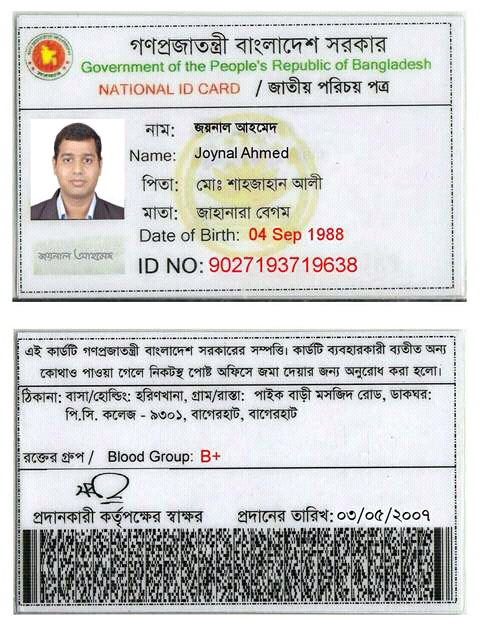 গণপ্রজাতন্ত্রী বাংলাদেশ সরকার
Government of the People's Republic of Bangladesh
NATIONAL ID CARD / জাতীয় পরিচয় পত্র
নাম: জয়নাল আহমেদ
Name: Joynal Ahmed
পিতা: মোঃ শাহজাহান আলী
মাতা: জাহানারা বেগম
Date of Birth: 04 Sep 1988
জয়নাল আহমেদ
ID NO: 9027193719638
এই কার্ডটি গণপ্রজাতন্ত্রী বাংলাদেশ সরকারের সম্পত্তি। কার্ডটি ব্যবহারকারী ব্যতীত অন্য
কোথাও পাওয়া গেলে নিকটস্থ পোষ্ট অফিসে জমা দেয়ার জন্য অনুরোধ করা হলো।
ঠিকানা: বাসা/হোল্ডিং: হরিণখানা, গ্রাম/রাস্তা: পাইক বাড়ী মসজিদ রোড, ডাকঘর:
পি.সি. কলেজ - ৯৩০১, বাগেরহাট, বাগেরহাট
রক্তের গ্রুপ / Blood Group: B+
প্রদানকারী কর্তৃপক্ষের স্বাক্ষর প্রদানের তারিখ: ০৩/০৫/২০০৭